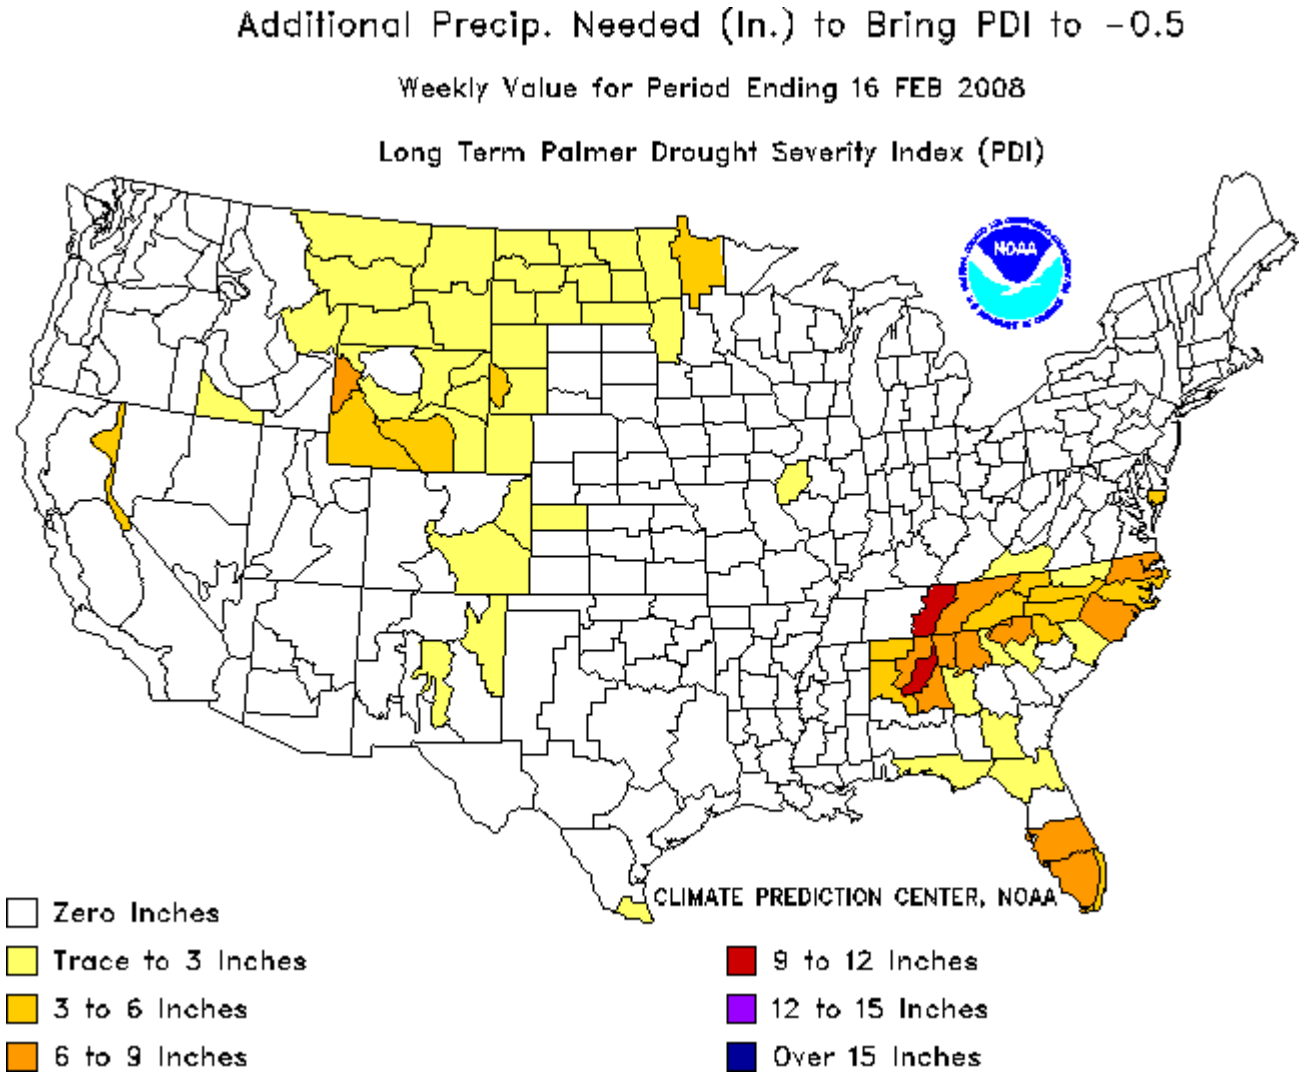 Additional Precip. Needed (In.) to Bring PDI to -0.5
Weekly Value for Period Ending 16 FEB 2008
Long Term Palmer Drought Severity Index (PDI)
NOAA
CLIMATE PREDICTION CENTER, NOAA
Zero Inches
Trace to 3 Inches
3 to 6 Inches
6 to 9 Inches
9 to 12 Inches
12 to 15 Inches
Over 15 Inches